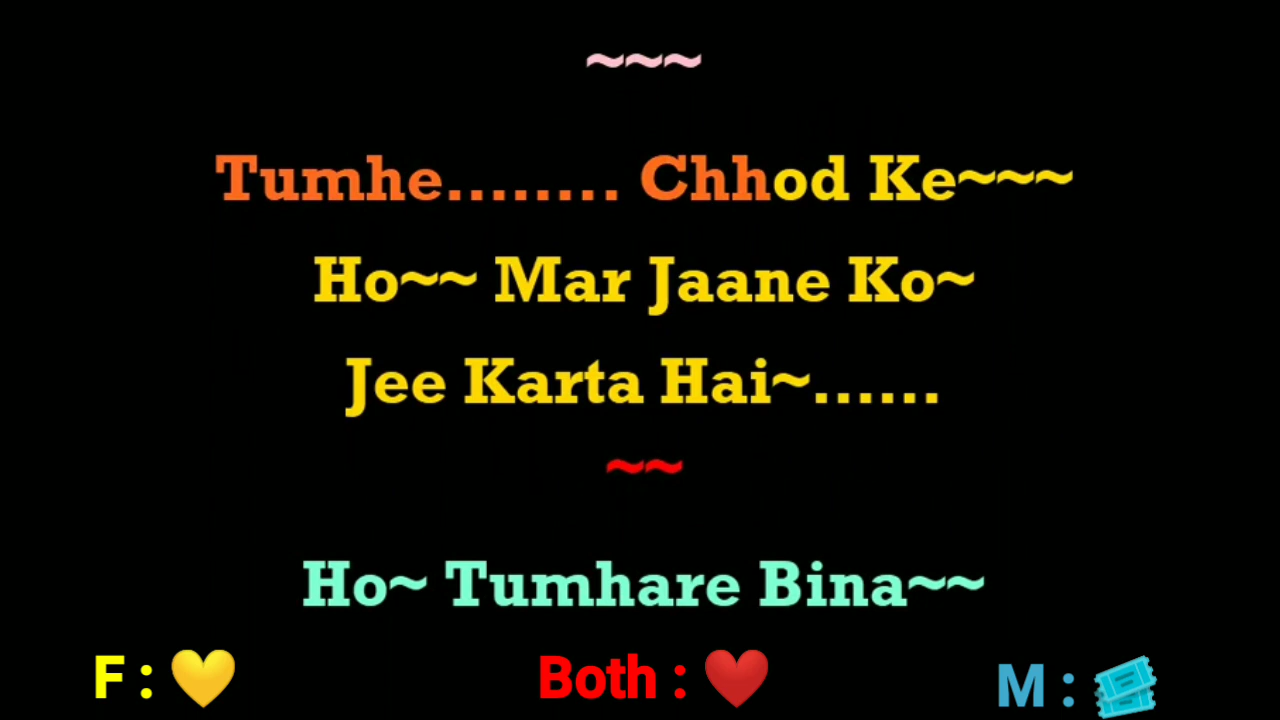 ~~~
Tumhe........ Chhod Ke~~~
Ho~~ Mar Jaane Ko~
Jee Karta Hai~......
~~
Ho~ Tumhare Bina~~
F : 💛 Both : ❤️ M : 🎟️